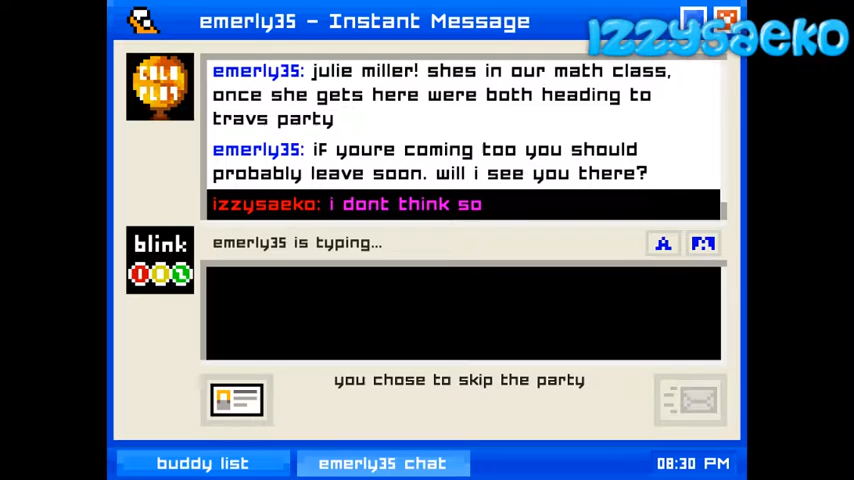 emerly35 - Instant Message
izzysaeko
COLD
PLAY
emerly35: julie miller! shes in our math class,
once she gets here were both heading to
travs party
emerly35: if youre coming too you should
probably leave soon. will i see you there?
izzysaeko: i dont think so
blink
182
emerly35 is typing...
A
you chose to skip the party
buddy list
emerly35 chat
08:30 PM